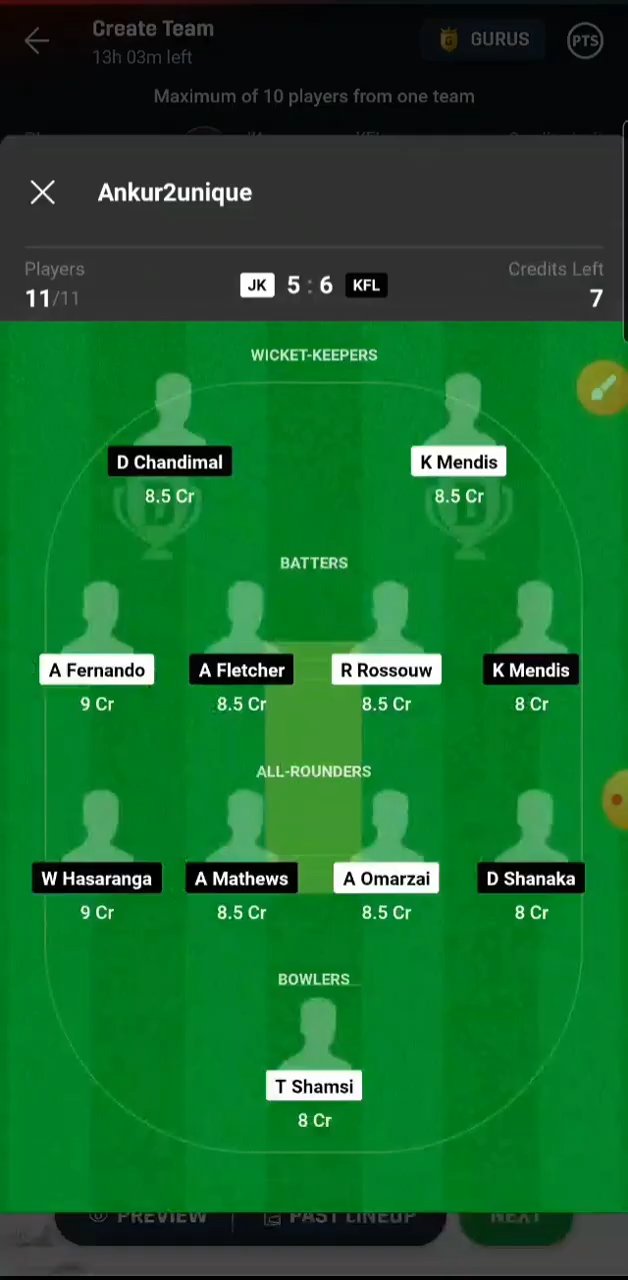 Create Team
13h 03m left
GURUS
PTS
Maximum of 10 players from one team
Ankur2unique
Players
11/11
JK 5 : 6 KFL
Credits Left
7
WICKET-KEEPERS
D Chandimal K Mendis
8.5 Cr 8.5 Cr
BATTERS
A Fernando A Fletcher R Rossouw K Mendis
9 Cr 8.5 Cr 8.5 Cr 8 Cr
ALL-ROUNDERS
W Hasaranga A Mathews A Omarzai D Shanaka
9 Cr 8.5 Cr 8.5 Cr 8 Cr
BOWLERS
T Shamsi
8 Cr
PREVIEW PAST LINEUP NEXT